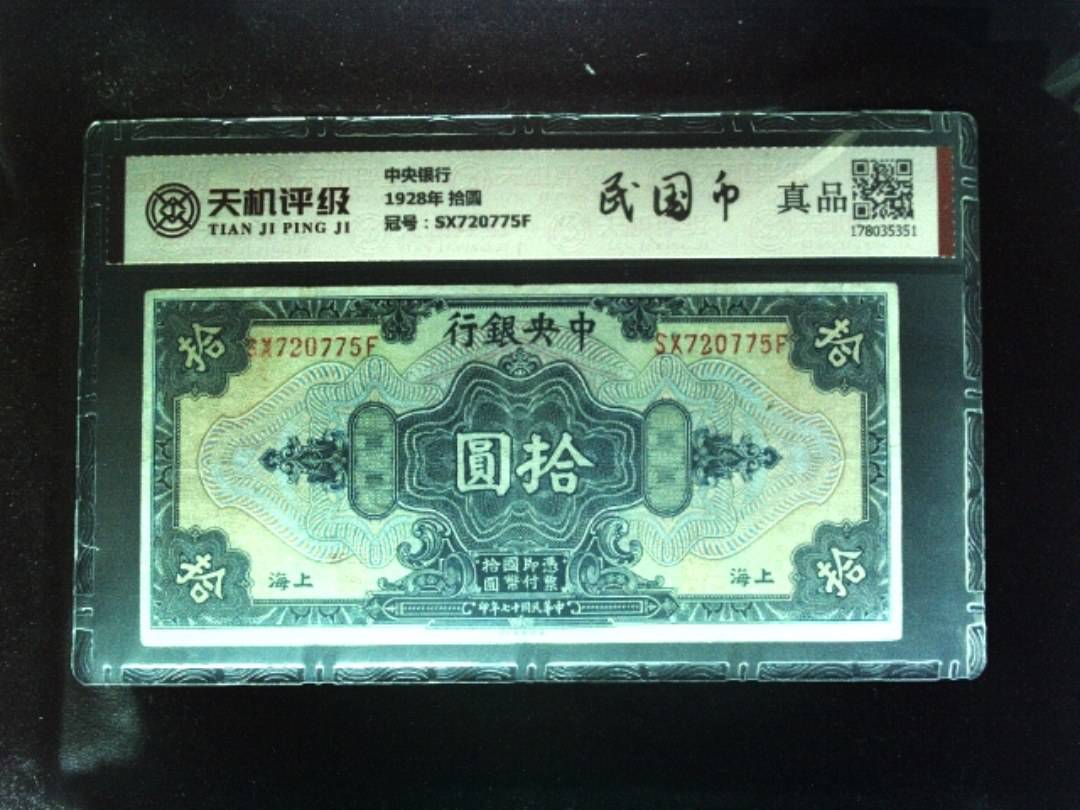 天机评级
TIAN JI PING JI
中央银行
1928年 拾圆
冠号：SX720775F
民国币
真品
178035351
中央銀行
拾
SX720775F
SX720775F
拾
拾圓
憑票即付國幣拾圓
拾
上海
上海
拾
中華民國十七年印